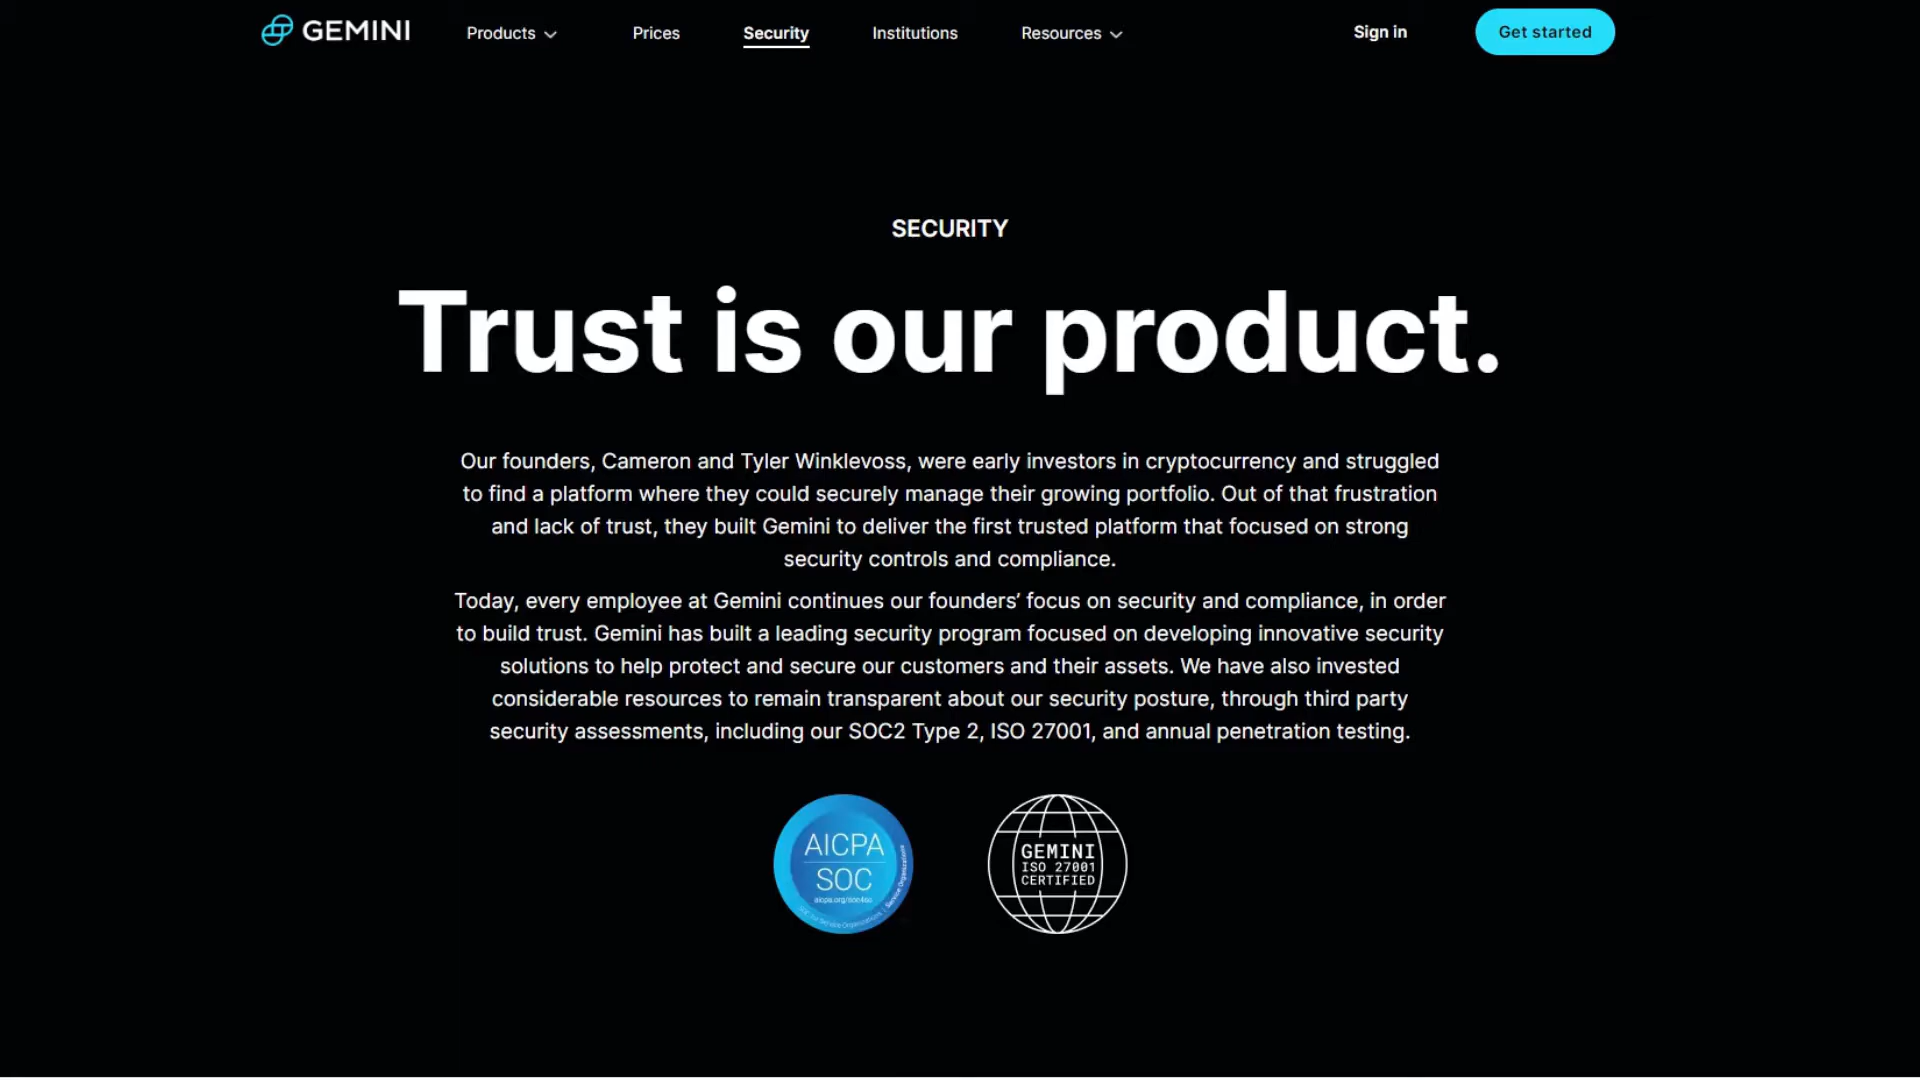 GEMINI
Products
Prices
Security
Institutions
Resources
Sign in
Get started
SECURITY
Trust is our product.
Our founders, Cameron and Tyler Winklevoss, were early investors in cryptocurrency and struggled
to find a platform where they could securely manage their growing portfolio. Out of that frustration
and lack of trust, they built Gemini to deliver the first trusted platform that focused on strong
security controls and compliance.
Today, every employee at Gemini continues our founders’ focus on security and compliance, in order
to build trust. Gemini has built a leading security program focused on developing innovative security
solutions to help protect and secure our customers and their assets. We have also invested
considerable resources to remain transparent about our security posture, through third party
security assessments, including our SOC2 Type 2, ISO 27001, and annual penetration testing.
AICPA
SOC
SOC for Service Organizations | Service Organizations
GEMINI
ISO 27001
CERTIFIED